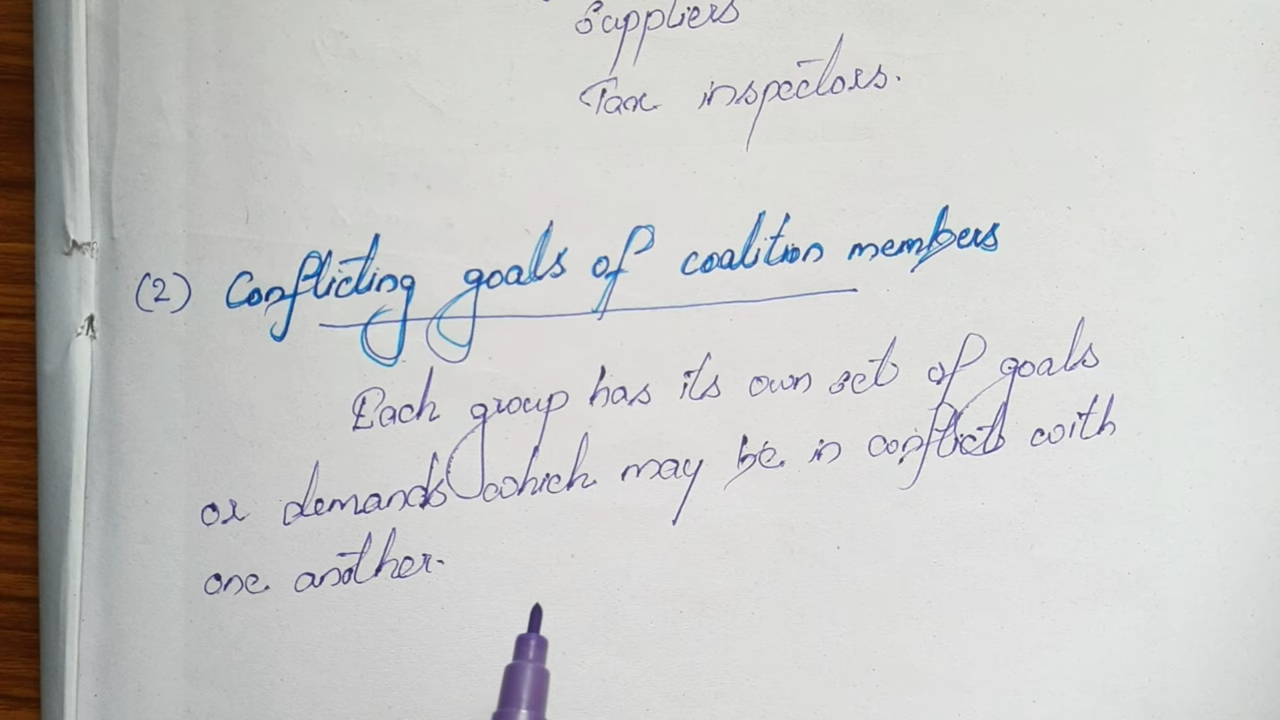 Suppliers
Tax inspectors.
(2) Conflicting goals of coalition members
Each group has its own set of goals
or demands which may be in conflict with
one another.